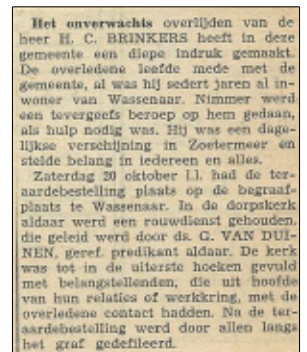 Het onverwachts overlijden van de
heer H. C. BRINKERS heeft in deze
gemeente een diepe indruk gemaakt.
De overledene leefde mede met de
gemeente, al was hij sedert jaren al in-
woner van Wassenaar. Nimmer werd
een tevergeefs beroep op hem gedaan,
als hulp nodig was. Hij was een dage-
lijkse verschijning in Zoetermeer en
stelde belang in iedereen en alles.
Zaterdag 20 oktober l.l. had de ter-
aardebestelling plaats op de begraaf-
plaats te Wassenaar. In de dorpskerk
aldaar werd een rouwdienst gehouden,
die geleid werd door ds. G. VAN DUI-
NEN, geref. predikant aldaar. De kerk
was tot in de uiterste hoeken gevuld
met belangstellenden, die uit hoofde
van hun relaties of werkkring, met de
overledene contact hadden. Na de ter-
aardebestelling werd door allen langs
het graf gedefileerd.